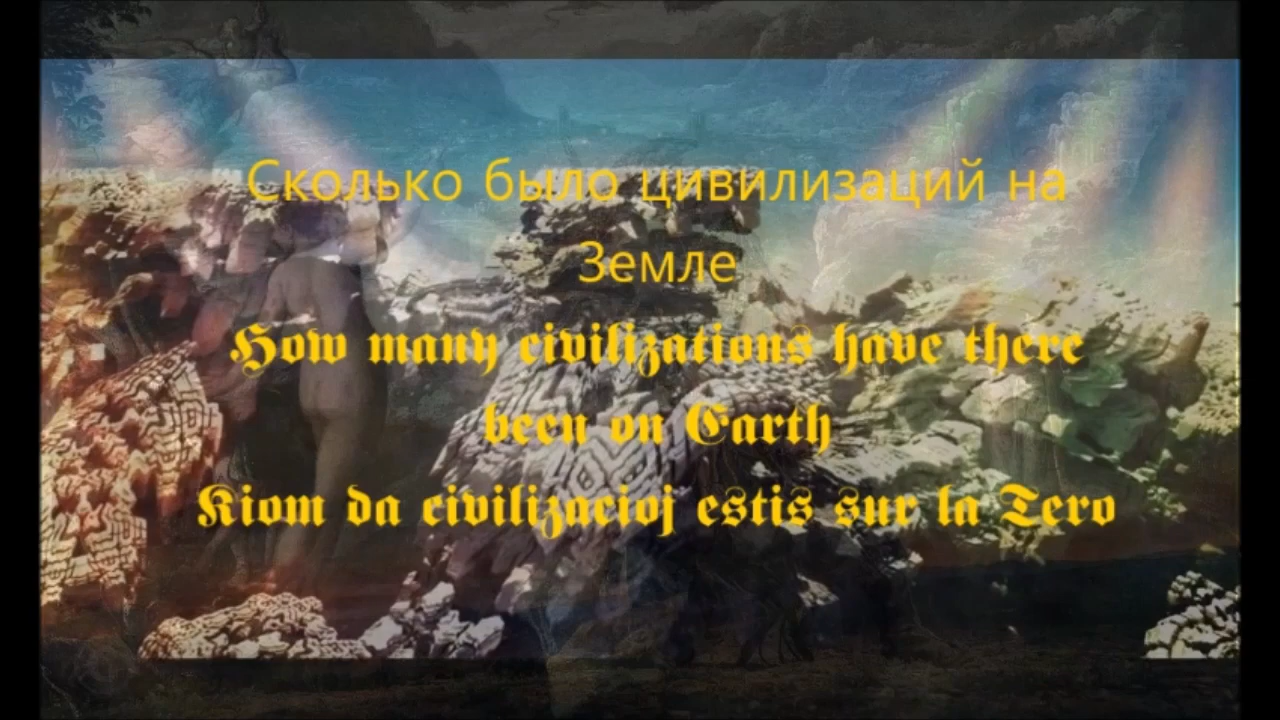 Сколько было цивилизаций на
Земле
How many civilizations have there
been on Earth
Kiom da civilizacioj estis sur la Tero